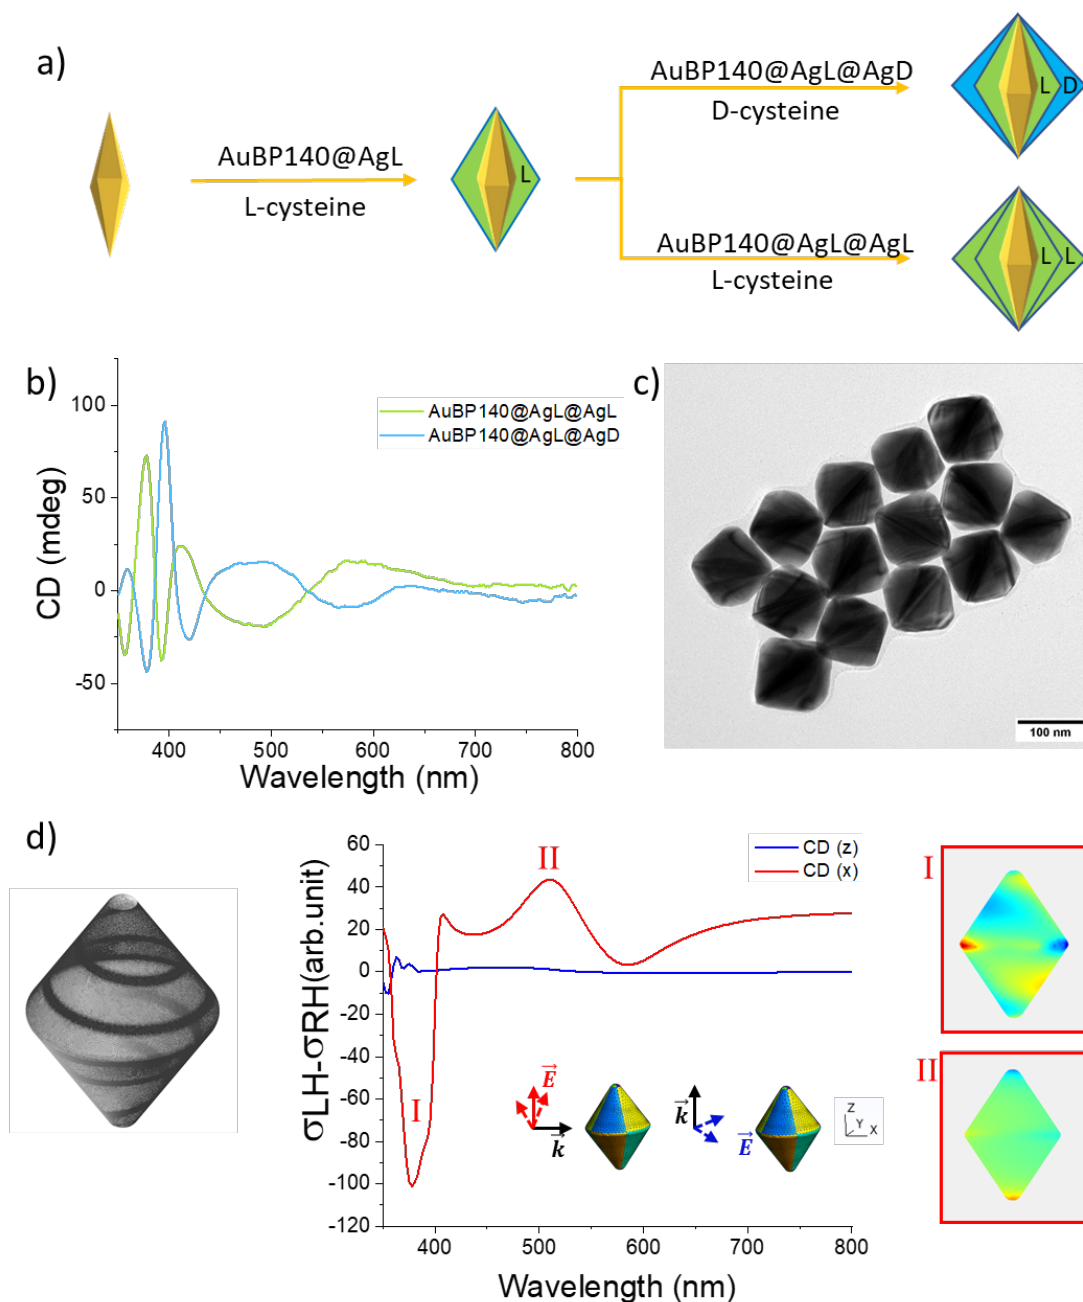 a)
AuBP140@AgL
L-cysteine
L
AuBP140@AgL@AgD
D-cysteine
L D
AuBP140@AgL@AgL
L-cysteine
L L
b)
CD (mdeg)
100
50
0
-50
400 500 600 700 800
Wavelength (nm)
AuBP140@AgL@AgL
AuBP140@AgL@AgD
c)
100 nm
d)
σLH-σRH(arb.unit)
60
40
20
0
-20
-40
-60
-80
-100
-120
400 500 600 700 800
Wavelength (nm)
CD (z)
CD (x)
I
II
E
k
k
E
Z
Y
X
I
II